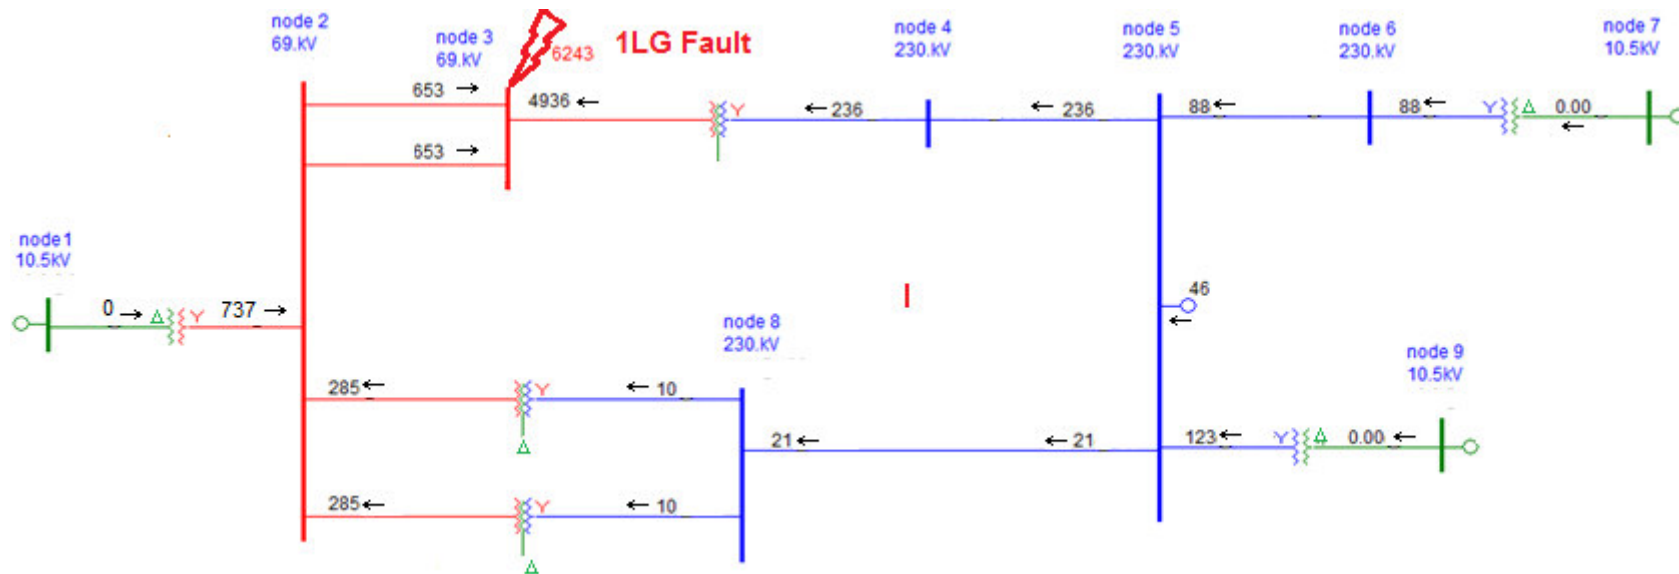 node 2
69.kV
node 3
69.kV
6243
1LG Fault
node 4
230.kV
node 5
230.kV
node 6
230.kV
node 7
10.5kV
653 →
4936 ←
Y
← 236
← 236
88 ←
88 ←
Y Δ
0.00
←
653 →
node 1
10.5kV
0 → Δ Y 737 →
46
←
node 8
230.kV
node 9
10.5kV
285 ←
Y
← 10
Δ
21 ←
← 21
123 ←
Y Δ
0.00 ←
285 ←
Y
← 10
Δ